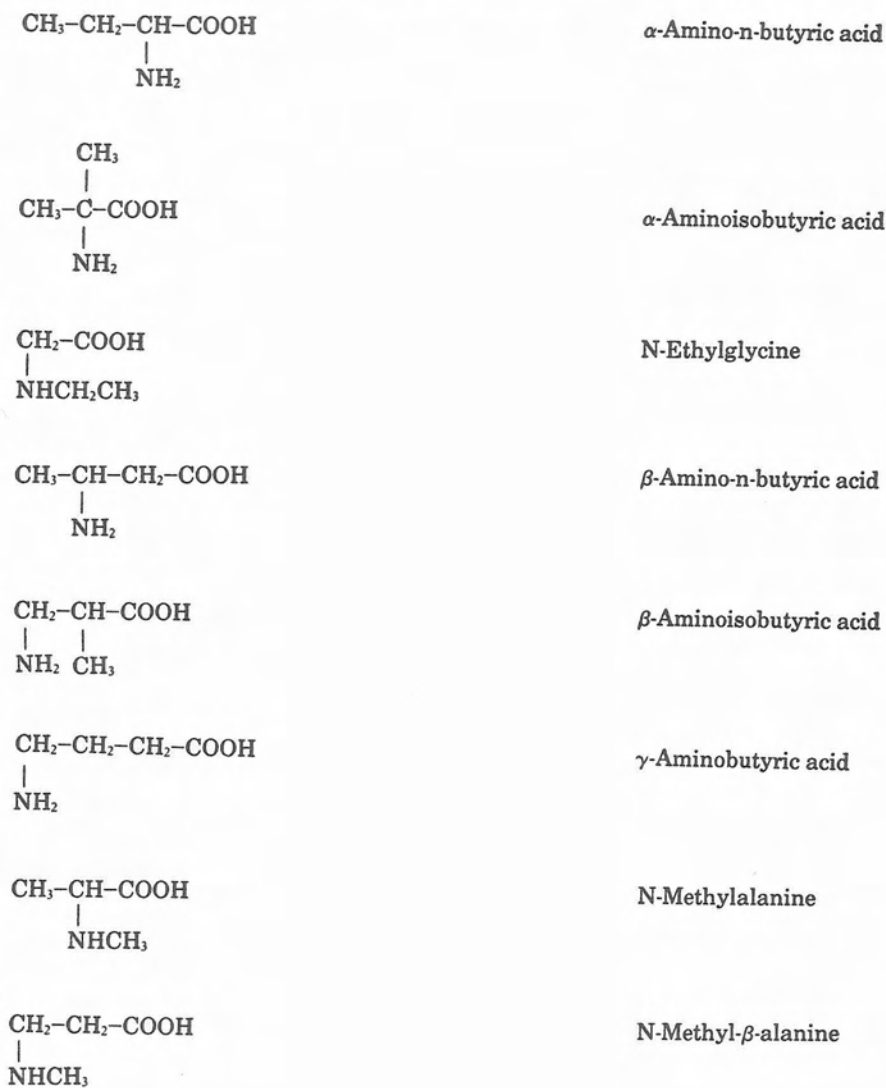 CH₃–CH₂–CH–COOH α-Amino-n-butyric acid
|
NH₂
CH₃
|
CH₃–C–COOH α-Aminoisobutyric acid
|
NH₂
CH₂–COOH N-Ethylglycine
|
NHCH₂CH₃
CH₃–CH–CH₂–COOH β-Amino-n-butyric acid
|
NH₂
CH₂–CH–COOH β-Aminoisobutyric acid
| |
NH₂ CH₃
CH₂–CH₂–CH₂–COOH γ-Aminobutyric acid
|
NH₂
CH₃–CH–COOH N-Methylalanine
|
NHCH₃
CH₂–CH₂–COOH N-Methyl-β-alanine
|
NHCH₃